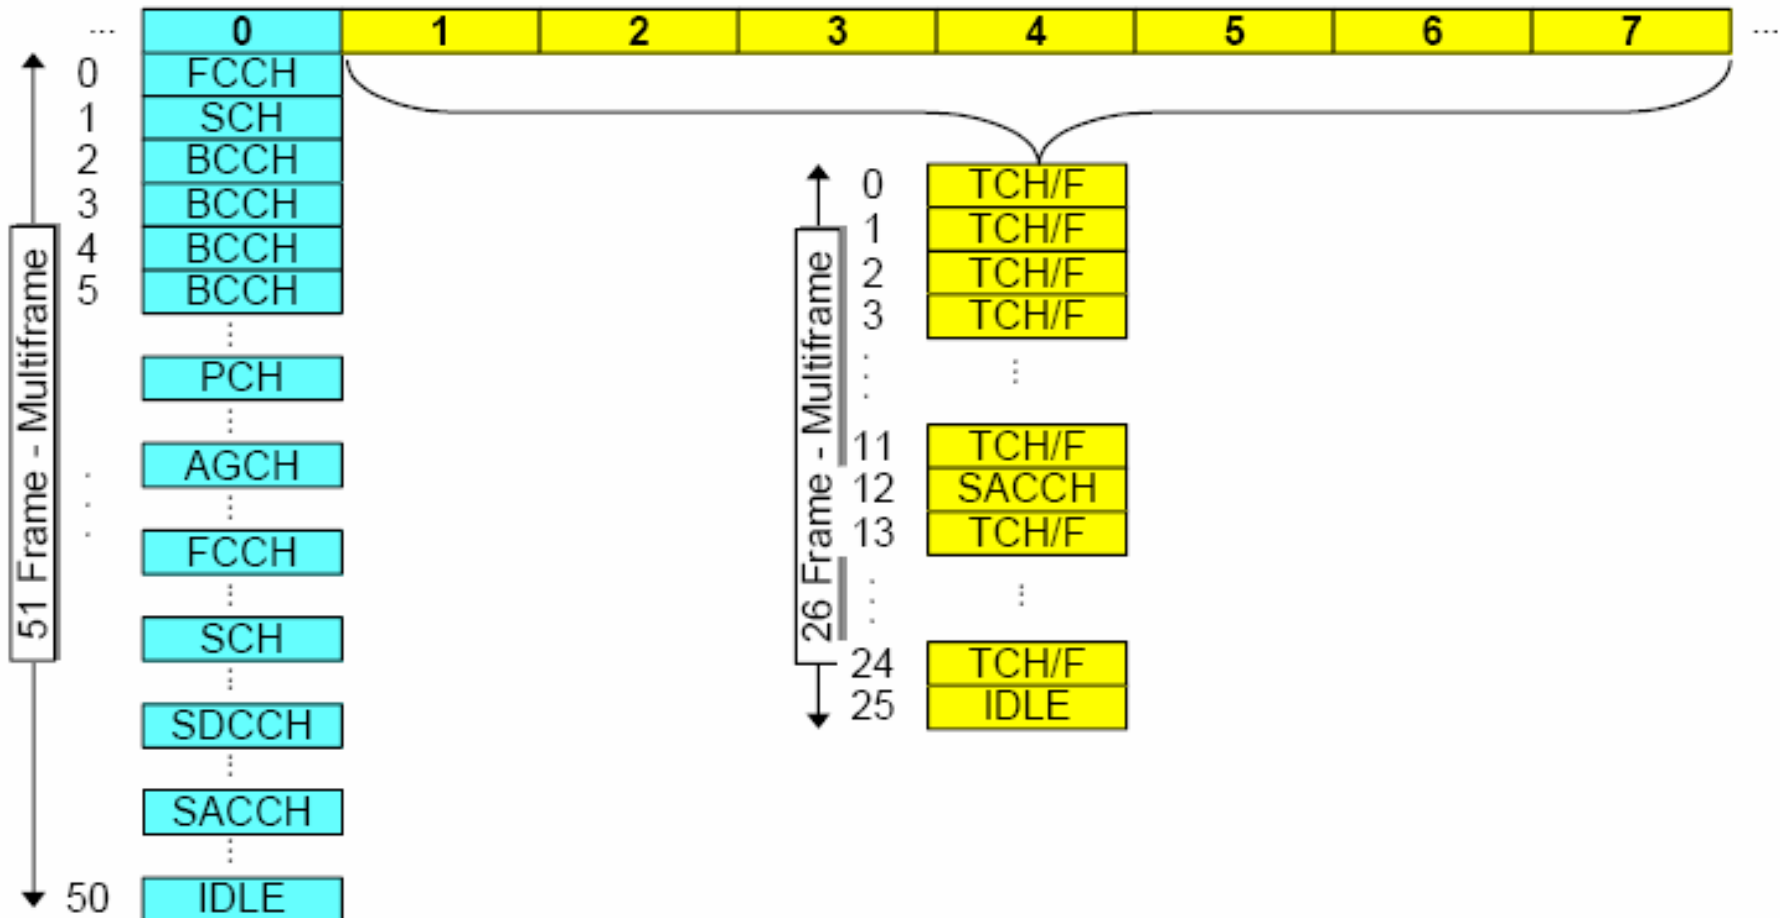 ... 0 1 2 3 4 5 6 7 ...
0 FCCH
1 SCH
2 BCCH
3 BCCH
4 BCCH
5 BCCH
PCH
AGCH
FCCH
SCH
SDCCH
SACCH
50 IDLE
51 Frame - Multiframe
0 TCH/F
1 TCH/F
2 TCH/F
3 TCH/F
11 TCH/F
12 SACCH
13 TCH/F
24 TCH/F
25 IDLE
26 Frame - Multiframe